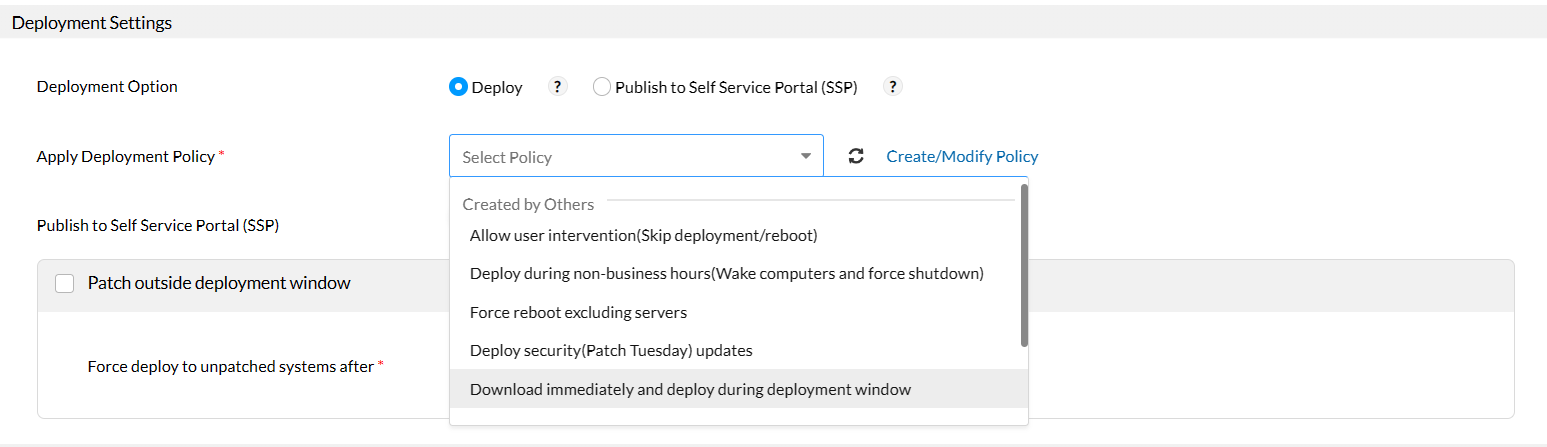 Deployment Settings
Deployment Option
Deploy ? Publish to Self Service Portal (SSP) ?
Apply Deployment Policy * Select Policy Create/Modify Policy
Created by Others
Publish to Self Service Portal (SSP) Allow user intervention(Skip deployment/reboot)
Patch outside deployment window Deploy during non-business hours(Wake computers and force shutdown)
Force reboot excluding servers
Deploy security(Patch Tuesday) updates
Force deploy to unpatched systems after *
Download immediately and deploy during deployment window